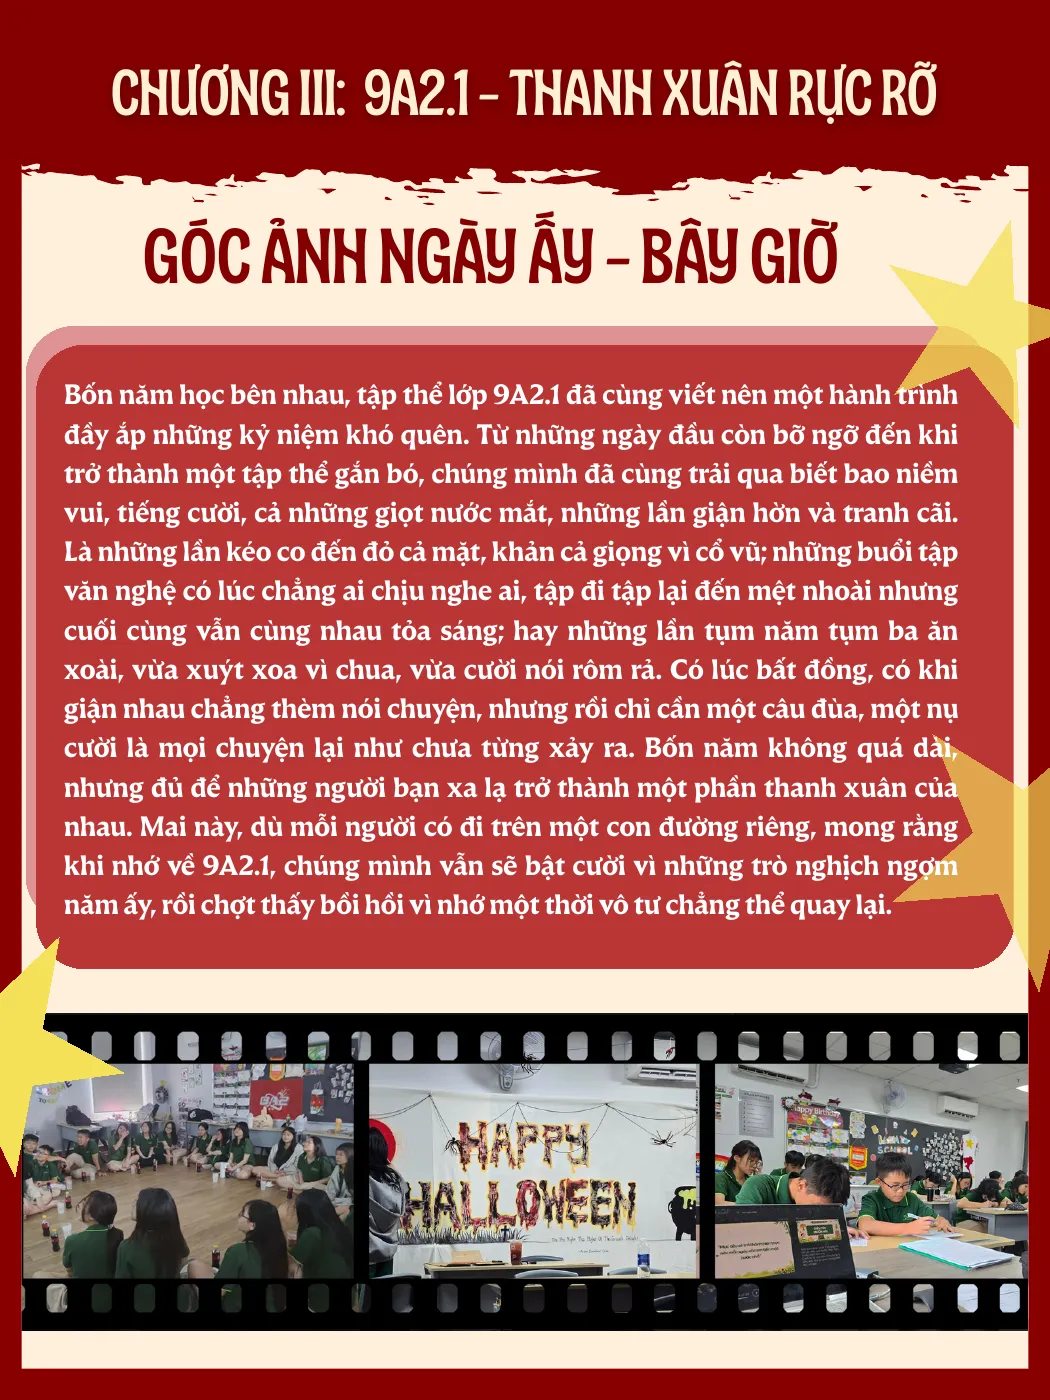 CHƯƠNG III: 9A2.1 – THANH XUÂN RỰC RỠ
GÓC ẢNH NGÀY ẤY – BÂY GIỜ
Bốn năm học bên nhau, tập thể lớp 9A2.1 đã cùng viết nên một hành trình
đầy ắp những kỷ niệm khó quên. Từ những ngày đầu còn bỡ ngỡ đến khi
trở thành một tập thể gắn bó, chúng mình đã cùng trải qua biết bao niềm
vui, tiếng cười, cả những giọt nước mắt, những lần giận hờn và tranh cãi.
Là những lần kéo co đến đỏ cả mặt, khản cả giọng vì cổ vũ; những buổi tập
văn nghệ có lúc chẳng ai chịu nghe ai, tập đi tập lại đến mệt nhoài nhưng
cuối cùng vẫn cùng nhau tỏa sáng; hay những lần tụm năm tụm ba ăn
xoài, vừa xuýt xoa vì chua, vừa cười nói rôm rả. Có lúc bất đồng, có khi
giận nhau chẳng thèm nói chuyện, nhưng rồi chỉ cần một câu đùa, một nụ
cười là mọi chuyện lại như chưa từng xảy ra. Bốn năm không quá dài,
nhưng đủ để những người bạn xa lạ trở thành một phần thanh xuân của
nhau. Mai này, dù mỗi người có đi trên một con đường riêng, mong rằng
khi nhớ về 9A2.1, chúng mình vẫn sẽ bật cười vì những trò nghịch ngợm
năm ấy, rồi chợt thấy bồi hồi vì nhớ một thời vô tư chẳng thể quay lại.
HAPPY
HALLOWEEN
Happy Birthday
SCHOOL